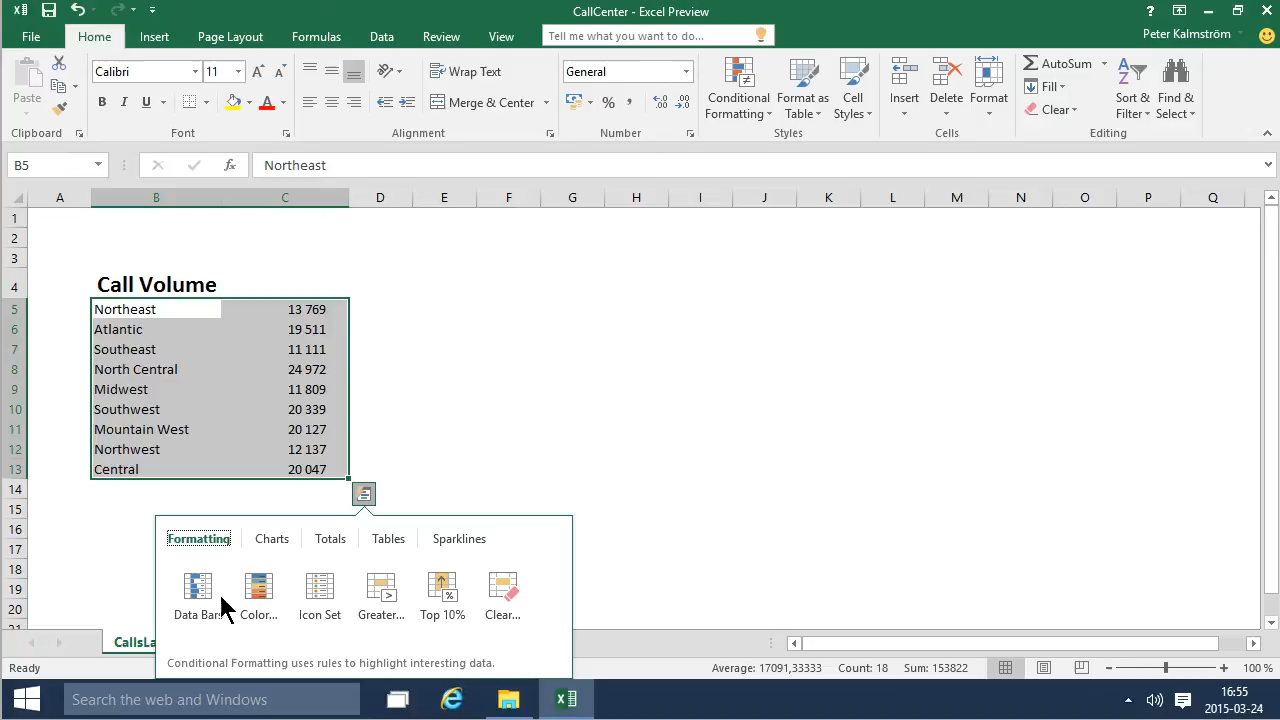 CallCenter - Excel Preview
File Home Insert Page Layout Formulas Data Review View Tell me what you want to do... Peter Kalmström
Paste Calibri 11 Wrap Text General Conditional Formatting Format as Table Cell Styles Insert Delete Format AutoSum Sort & Filter Find & Select
B I U Merge & Center % , Fill
Clear
Clipboard Font Alignment Number Styles Cells Editing
B5 fx Northeast
A B C D E F G H I J K L M N O P Q
1
2
3
4 Call Volume
5 Northeast 13 769
6 Atlantic 19 511
7 Southeast 11 111
8 North Central 24 972
9 Midwest 11 809
10 Southwest 20 339
11 Mountain West 20 127
12 Northwest 12 137
13 Central 20 047
14
15
16 Formatting Charts Totals Tables Sparklines
17
18
19
20 Data Bars Color... Icon Set Greater... Top 10% Clear...
21
CallsLa
Conditional Formatting uses rules to highlight interesting data.
Ready Average: 17091,33333 Count: 18 Sum: 153822 100 %
Search the web and Windows 16:55
2015-03-24